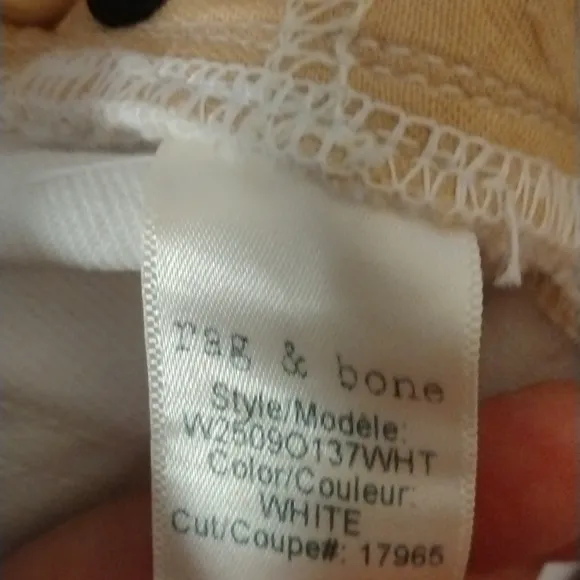 rag & bone
Style/Modèle:
W2509O137WHT
Color/Couleur:
WHITE
Cut/Coupe#: 17965